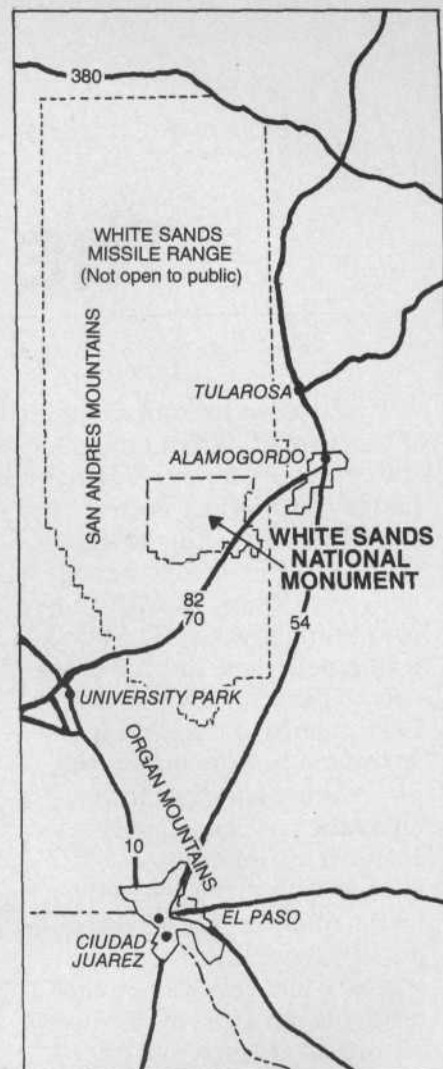 380
WHITE SANDS
MISSILE RANGE
(Not open to public)
SAN ANDRES MOUNTAINS
TULAROSA
ALAMOGORDO
WHITE SANDS
NATIONAL
MONUMENT
82
70
54
UNIVERSITY PARK
ORGAN MOUNTAINS
10
EL PASO
CIUDAD
JUAREZ